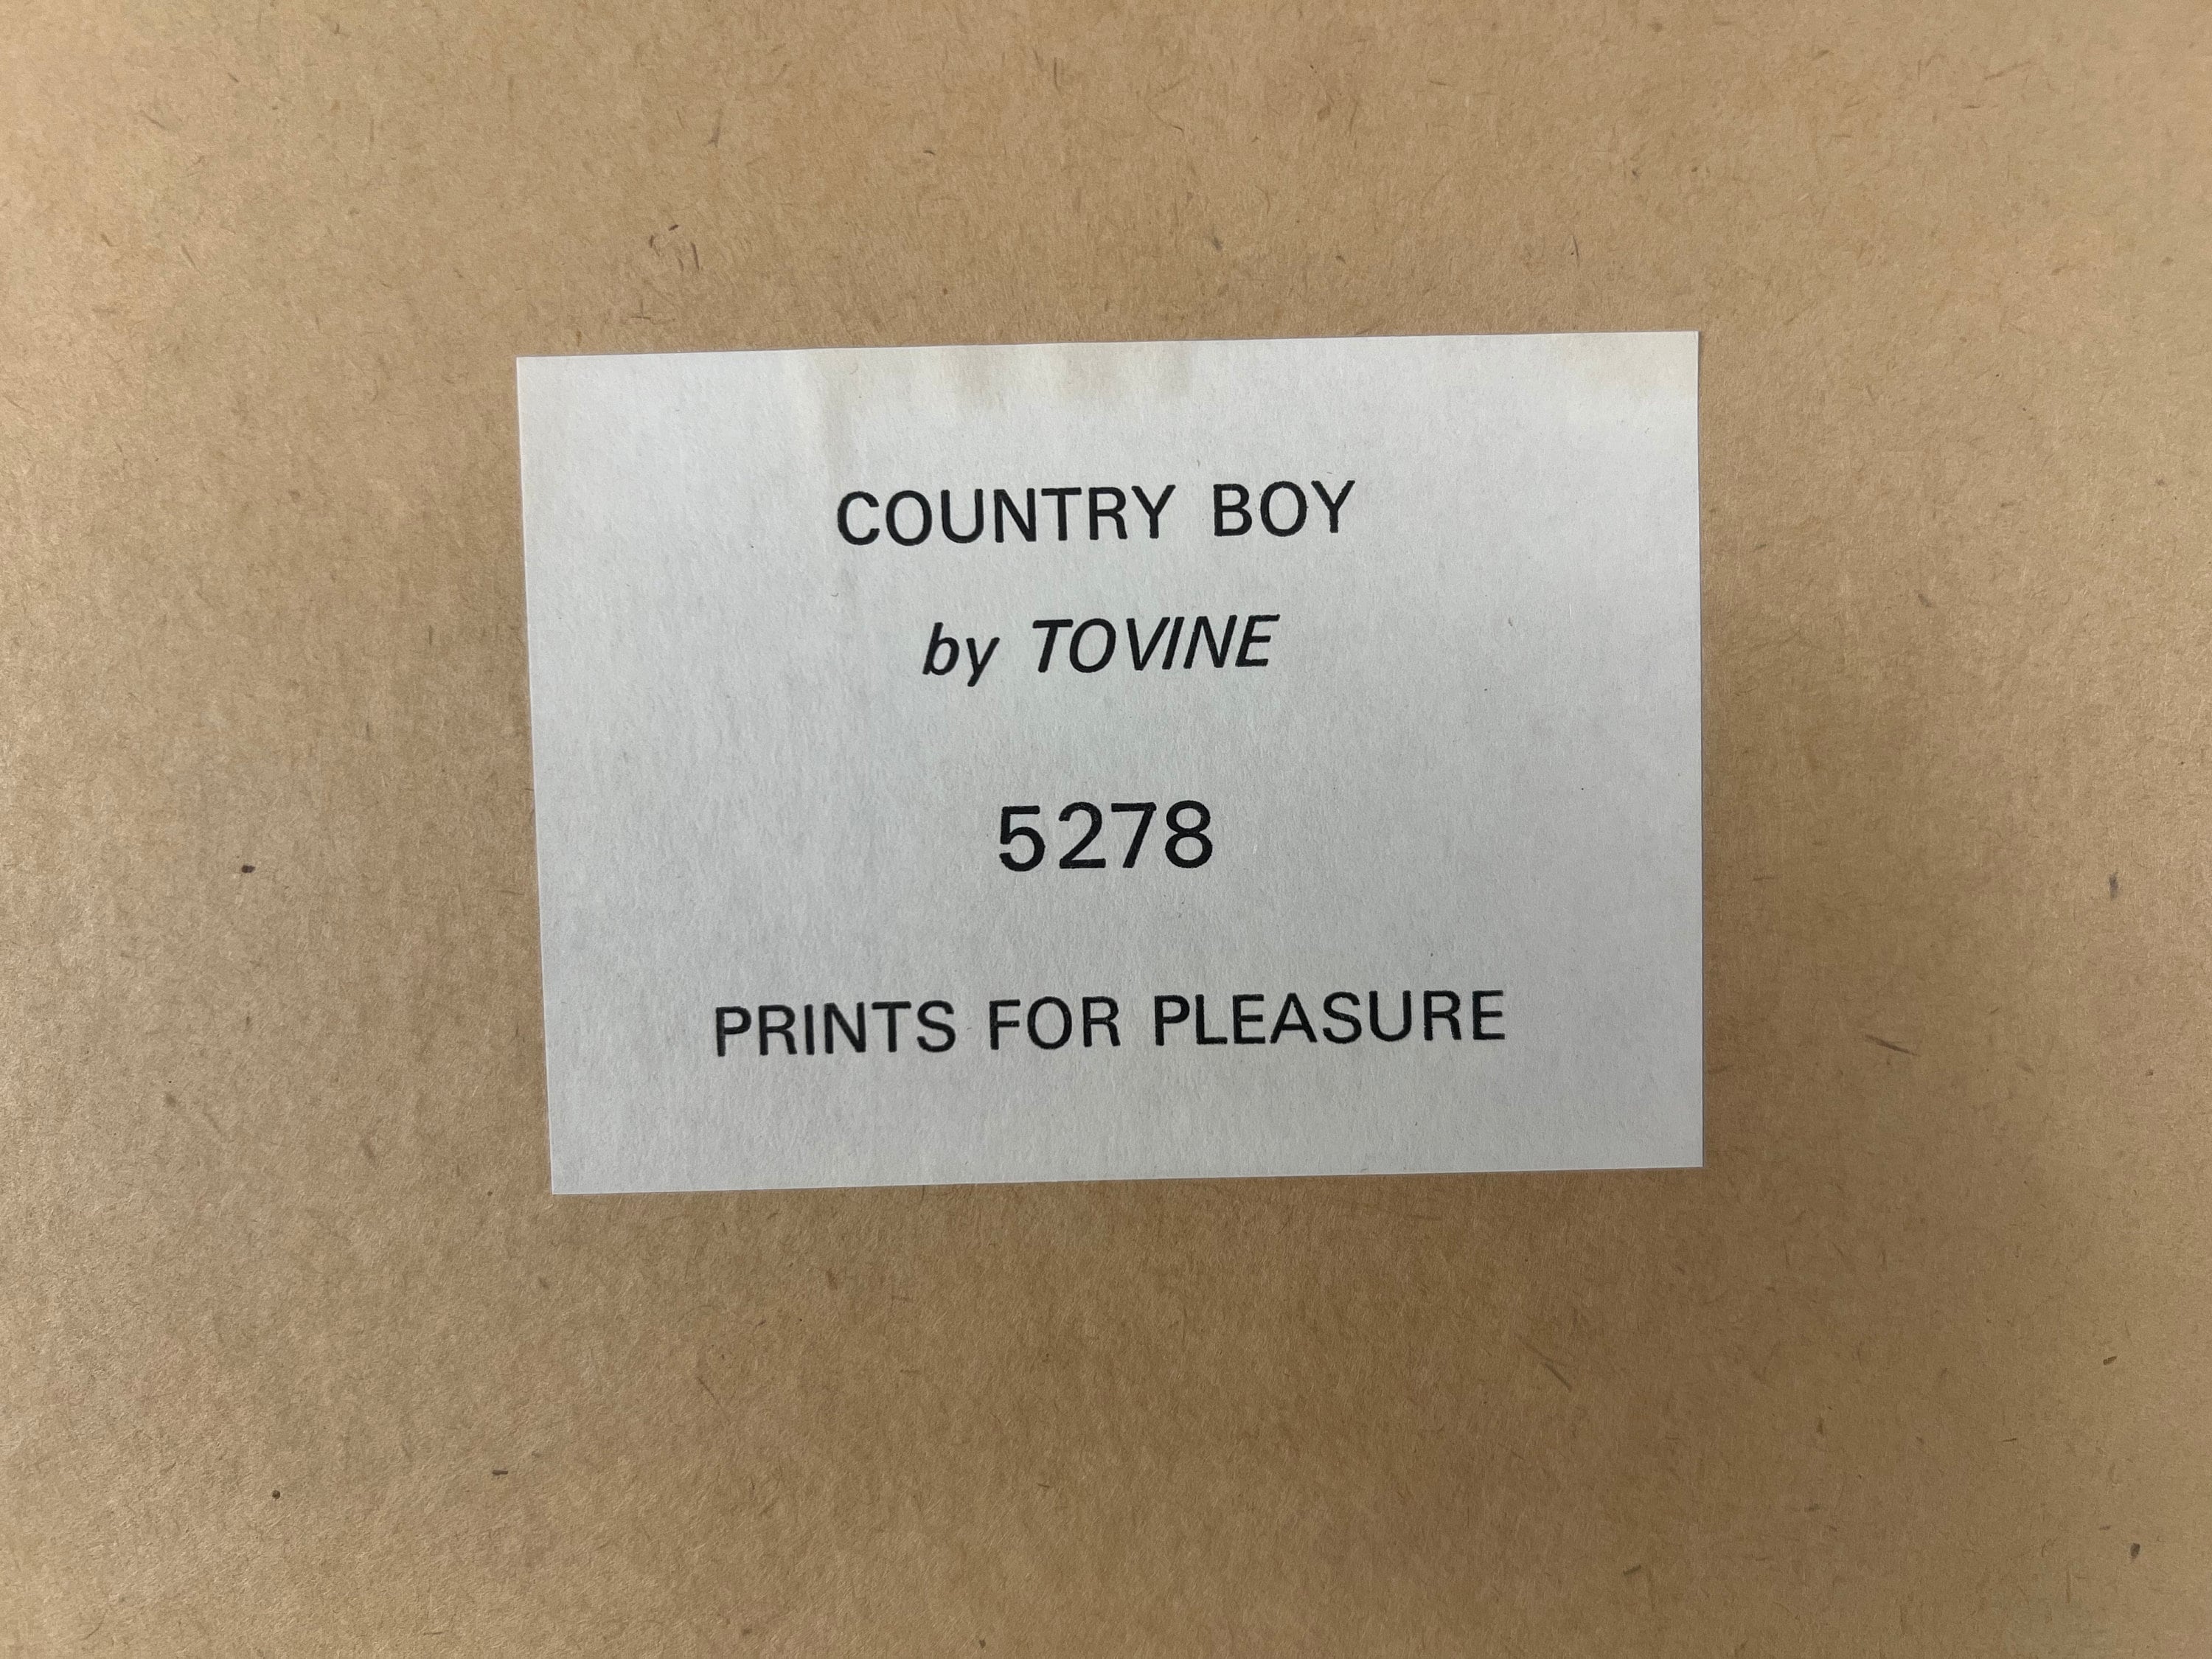 COUNTRY BOY
by TOVINE
5278
PRINTS FOR PLEASURE